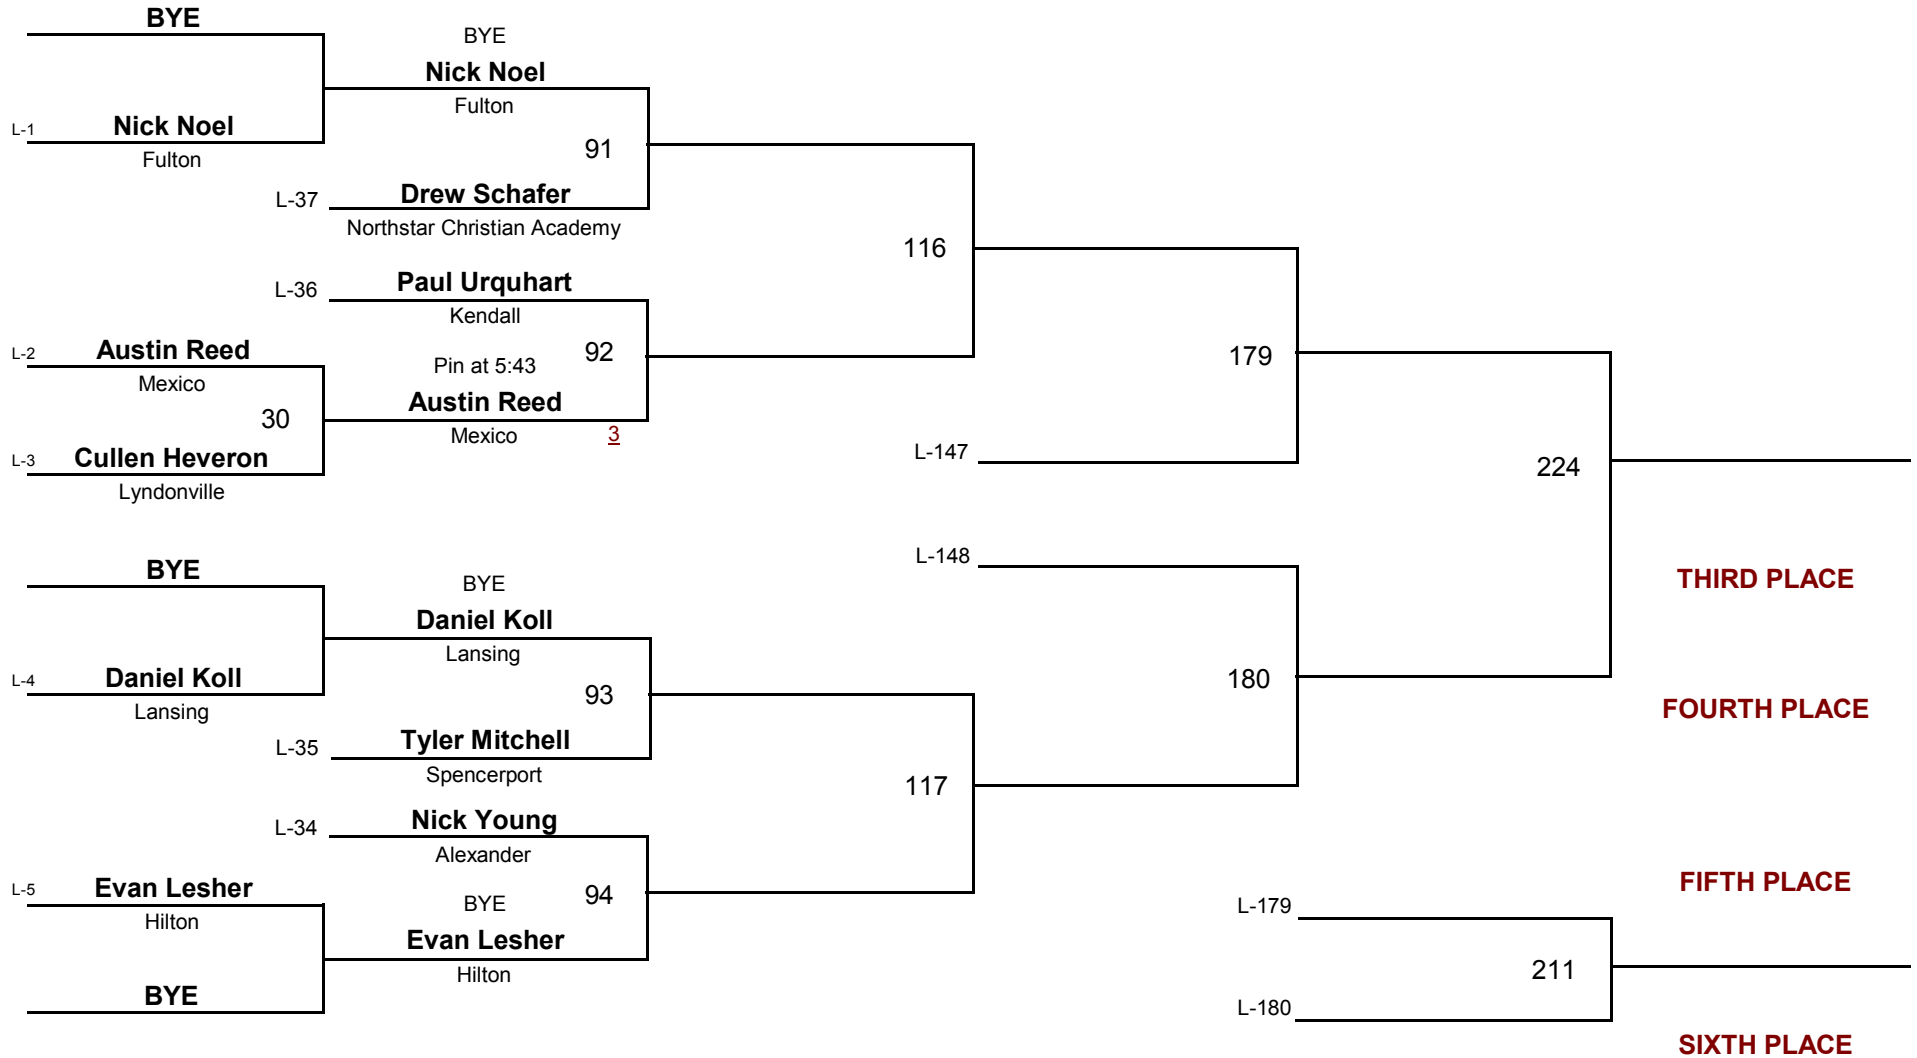 BYE
BYE
Nick Noel
Fulton
L-1
Nick Noel
Fulton
91
L-37
Drew Schafer
Northstar Christian Academy
116
L-36
Paul Urquhart
Kendall
L-2
Austin Reed
Mexico
Pin at 5:43
92
179
30
Austin Reed
Mexico
3
L-3
Cullen Heveron
Lyndonville
L-147
224
L-148
BYE
BYE
Daniel Koll
Lansing
THIRD PLACE
L-4
Daniel Koll
Lansing
93
180
FOURTH PLACE
L-35
Tyler Mitchell
Spencerport
117
L-34
Nick Young
Alexander
L-5
Evan Lesher
Hilton
BYE
94
Evan Lesher
Hilton
BYE
FIFTH PLACE
L-179
211
L-180
SIXTH PLACE